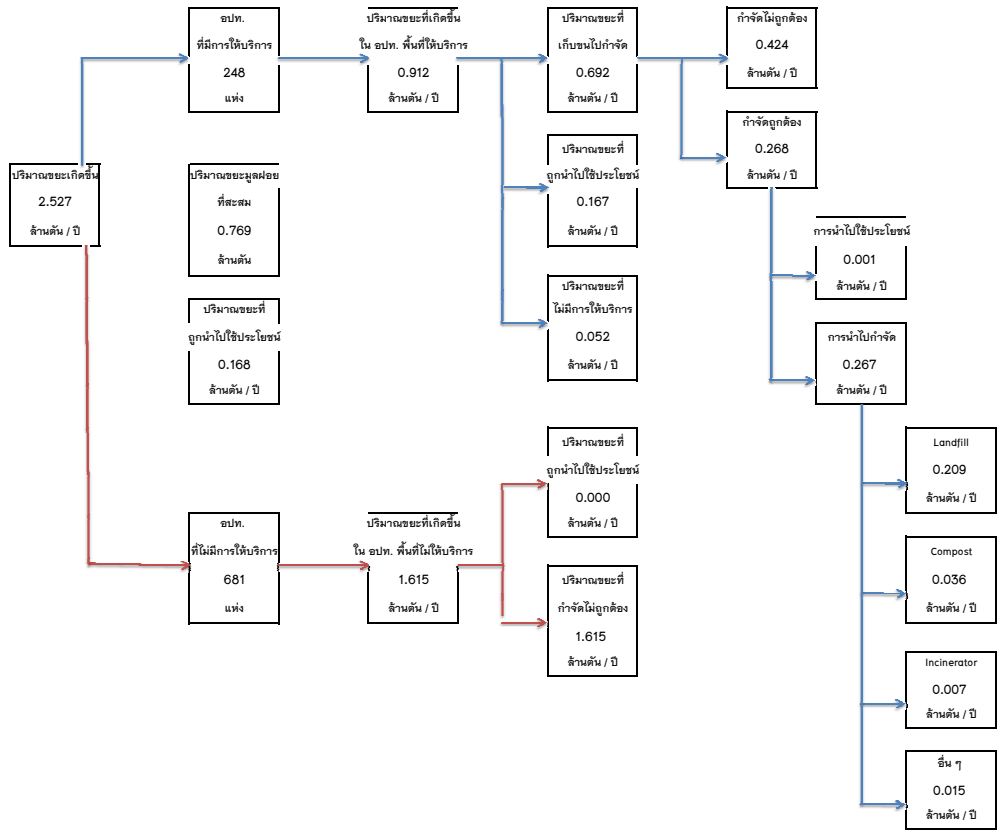 ปริมาณขยะเกิดขึ้น
2.527
ล้านตัน / ปี
อปท.
ที่มีการให้บริการ
248
แห่ง
ปริมาณขยะที่เกิดขึ้น
ใน อปท. พื้นที่ให้บริการ
0.912
ล้านตัน / ปี
ปริมาณขยะที่
เก็บขนไปกำจัด
0.692
ล้านตัน / ปี
กำจัดไม่ถูกต้อง
0.424
ล้านตัน / ปี
กำจัดถูกต้อง
0.268
ล้านตัน / ปี
ปริมาณขยะที่
ถูกนำไปใช้ประโยชน์
0.167
ล้านตัน / ปี
ปริมาณขยะมูลฝอย
ที่สะสม
0.769
ล้านตัน
การนำไปใช้ประโยชน์
0.001
ล้านตัน / ปี
ปริมาณขยะที่
ไม่มีการให้บริการ
0.052
ล้านตัน / ปี
ปริมาณขยะที่
ถูกนำไปใช้ประโยชน์
0.168
ล้านตัน / ปี
การนำไปกำจัด
0.267
ล้านตัน / ปี
ปริมาณขยะที่
ถูกนำไปใช้ประโยชน์
0.000
ล้านตัน / ปี
Landfill
0.209
ล้านตัน / ปี
อปท.
ที่ไม่มีการให้บริการ
681
แห่ง
ปริมาณขยะที่เกิดขึ้น
ใน อปท. พื้นที่ไม่ให้บริการ
1.615
ล้านตัน / ปี
ปริมาณขยะที่
กำจัดไม่ถูกต้อง
1.615
ล้านตัน / ปี
Compost
0.036
ล้านตัน / ปี
Incinerator
0.007
ล้านตัน / ปี
อื่น ๆ
0.015
ล้านตัน / ปี